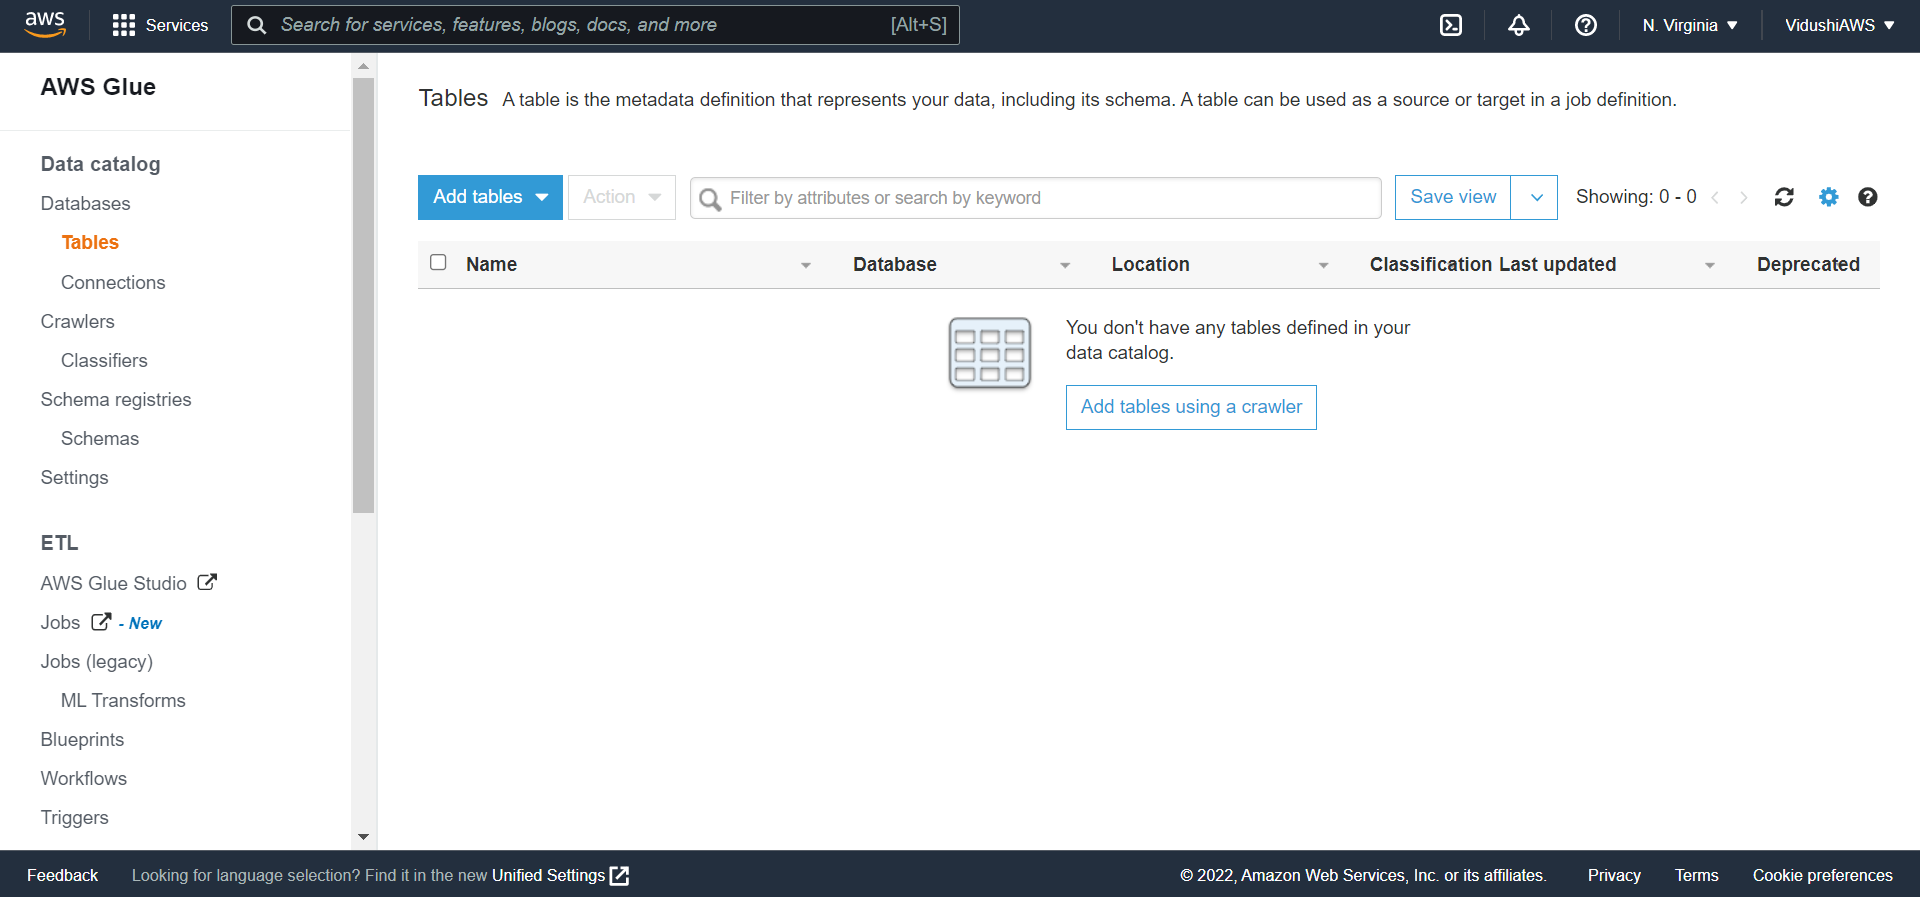 aws
Services
Search for services, features, blogs, docs, and more [Alt+S]
N. Virginia
VidushiAWS
AWS Glue
Data catalog
Databases
Tables
Connections
Crawlers
Classifiers
Schema registries
Schemas
Settings
ETL
AWS Glue Studio
Jobs - New
Jobs (legacy)
ML Transforms
Blueprints
Workflows
Triggers
Tables A table is the metadata definition that represents your data, including its schema. A table can be used as a source or target in a job definition.
Add tables Action Filter by attributes or search by keyword Save view Showing: 0 - 0
Name Database Location Classification Last updated Deprecated
You don't have any tables defined in your
data catalog.
Add tables using a crawler
Feedback Looking for language selection? Find it in the new Unified Settings © 2022, Amazon Web Services, Inc. or its affiliates. Privacy Terms Cookie preferences